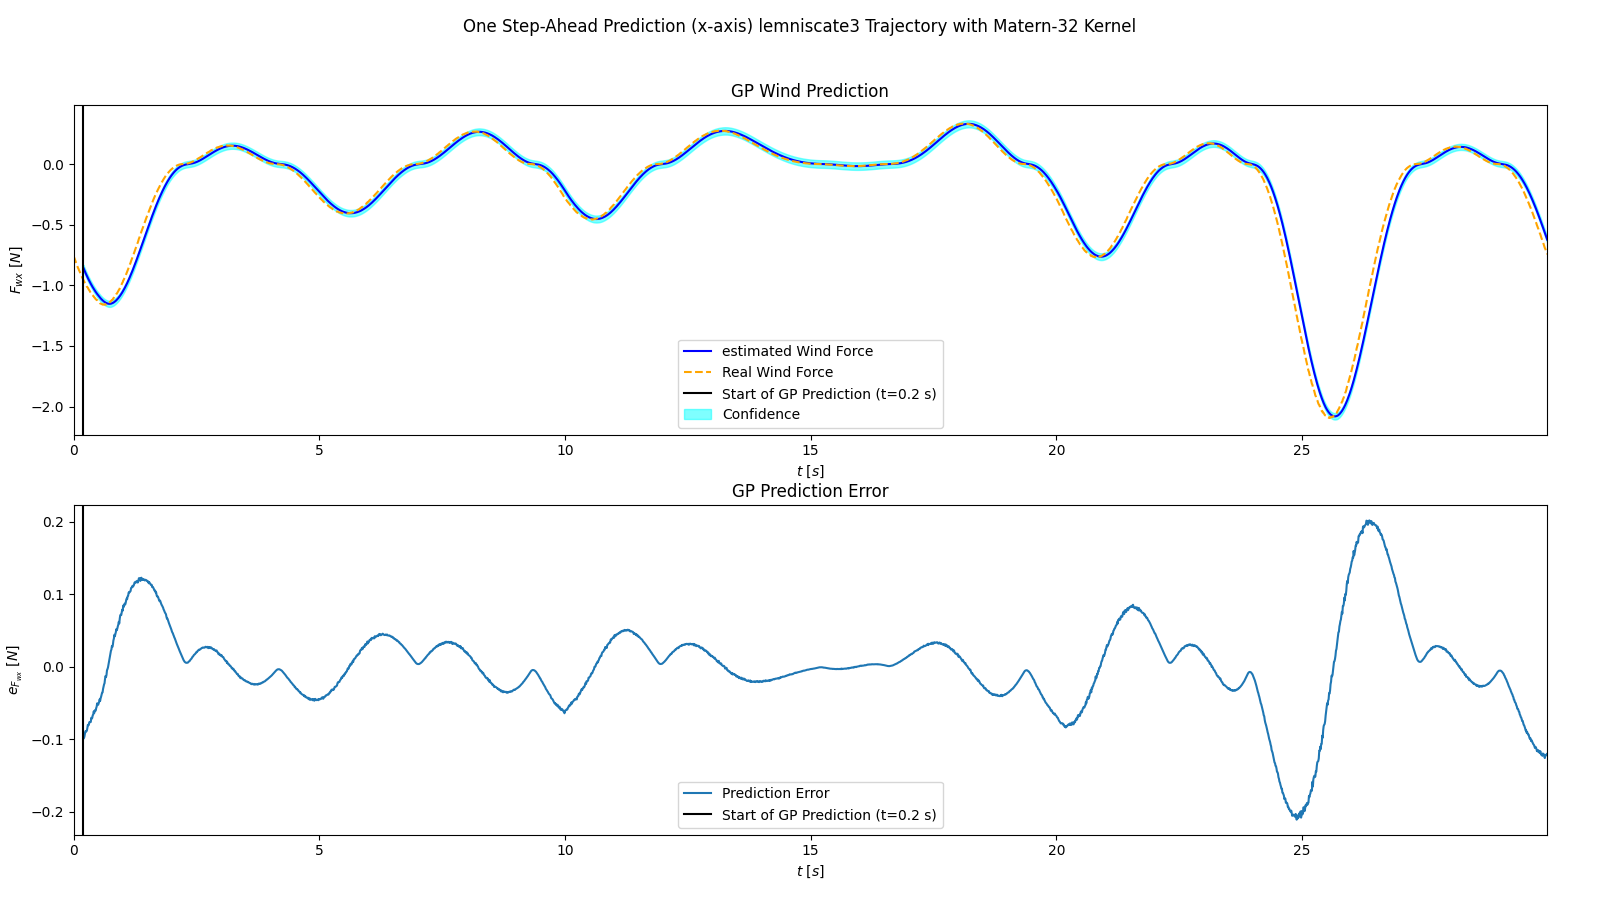 One Step-Ahead Prediction (x-axis) lemniscate3 Trajectory with Matern-32 Kernel
GP Wind Prediction
0.0
−0.5
−1.0
−1.5
−2.0
F_wx [N]
estimated Wind Force
Real Wind Force
Start of GP Prediction (t=0.2 s)
Confidence
0 5 10 15 20 25
t [s]
GP Prediction Error
0.2
0.1
0.0
−0.1
−0.2
e_F_wx [N]
Prediction Error
Start of GP Prediction (t=0.2 s)
0 5 10 15 20 25
t [s]